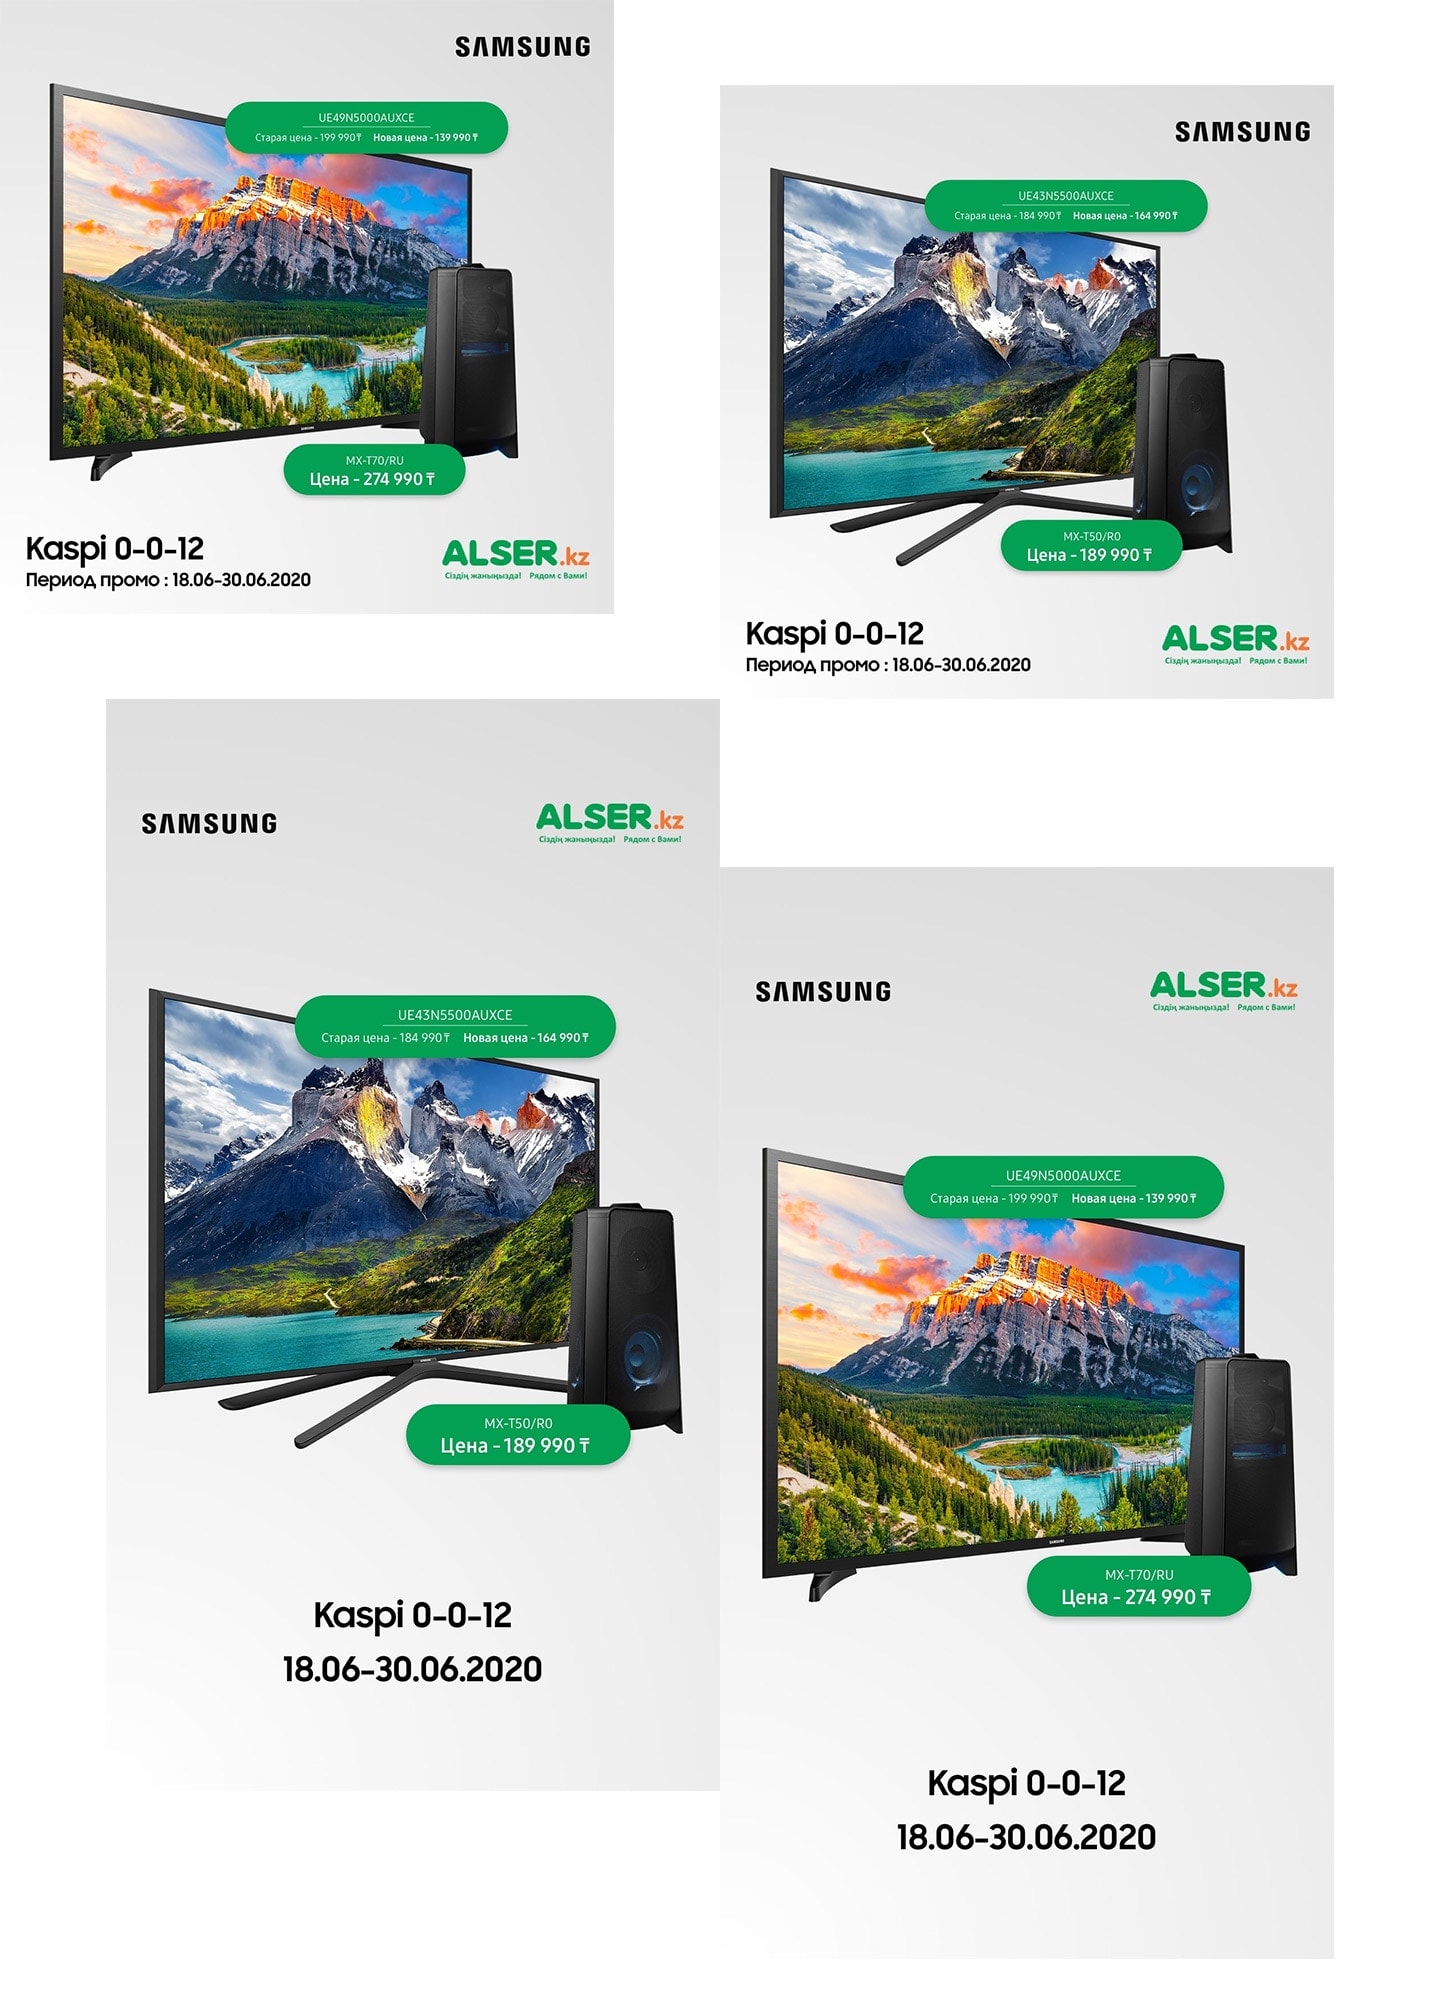 SAMSUNG
UE49N5000AUXCE
Старая цена - 199 990 ₸ Новая цена - 139 990 ₸
MX-T70/RU
Цена - 274 990 ₸
Kaspi 0-0-12
Период промо : 18.06-30.06.2020
ALSER.kz
Сіздің жаныңызда! Рядом с Вами!
SAMSUNG
UE43N5500AUXCE
Старая цена - 184 990 ₸ Новая цена - 164 990 ₸
MX-T50/R0
Цена - 189 990 ₸
Kaspi 0-0-12
Период промо : 18.06-30.06.2020
ALSER.kz
Сіздің жаныңызда! Рядом с Вами!
SAMSUNG
ALSER.kz
Сіздің жаныңызда! Рядом с Вами!
UE43N5500AUXCE
Старая цена - 184 990 ₸ Новая цена - 164 990 ₸
MX-T50/R0
Цена - 189 990 ₸
Kaspi 0-0-12
18.06-30.06.2020
SAMSUNG
ALSER.kz
Сіздің жаныңызда! Рядом с Вами!
UE49N5000AUXCE
Старая цена - 199 990 ₸ Новая цена - 139 990 ₸
SAMSUNG
MX-T70/RU
Цена - 274 990 ₸
Kaspi 0-0-12
18.06-30.06.2020